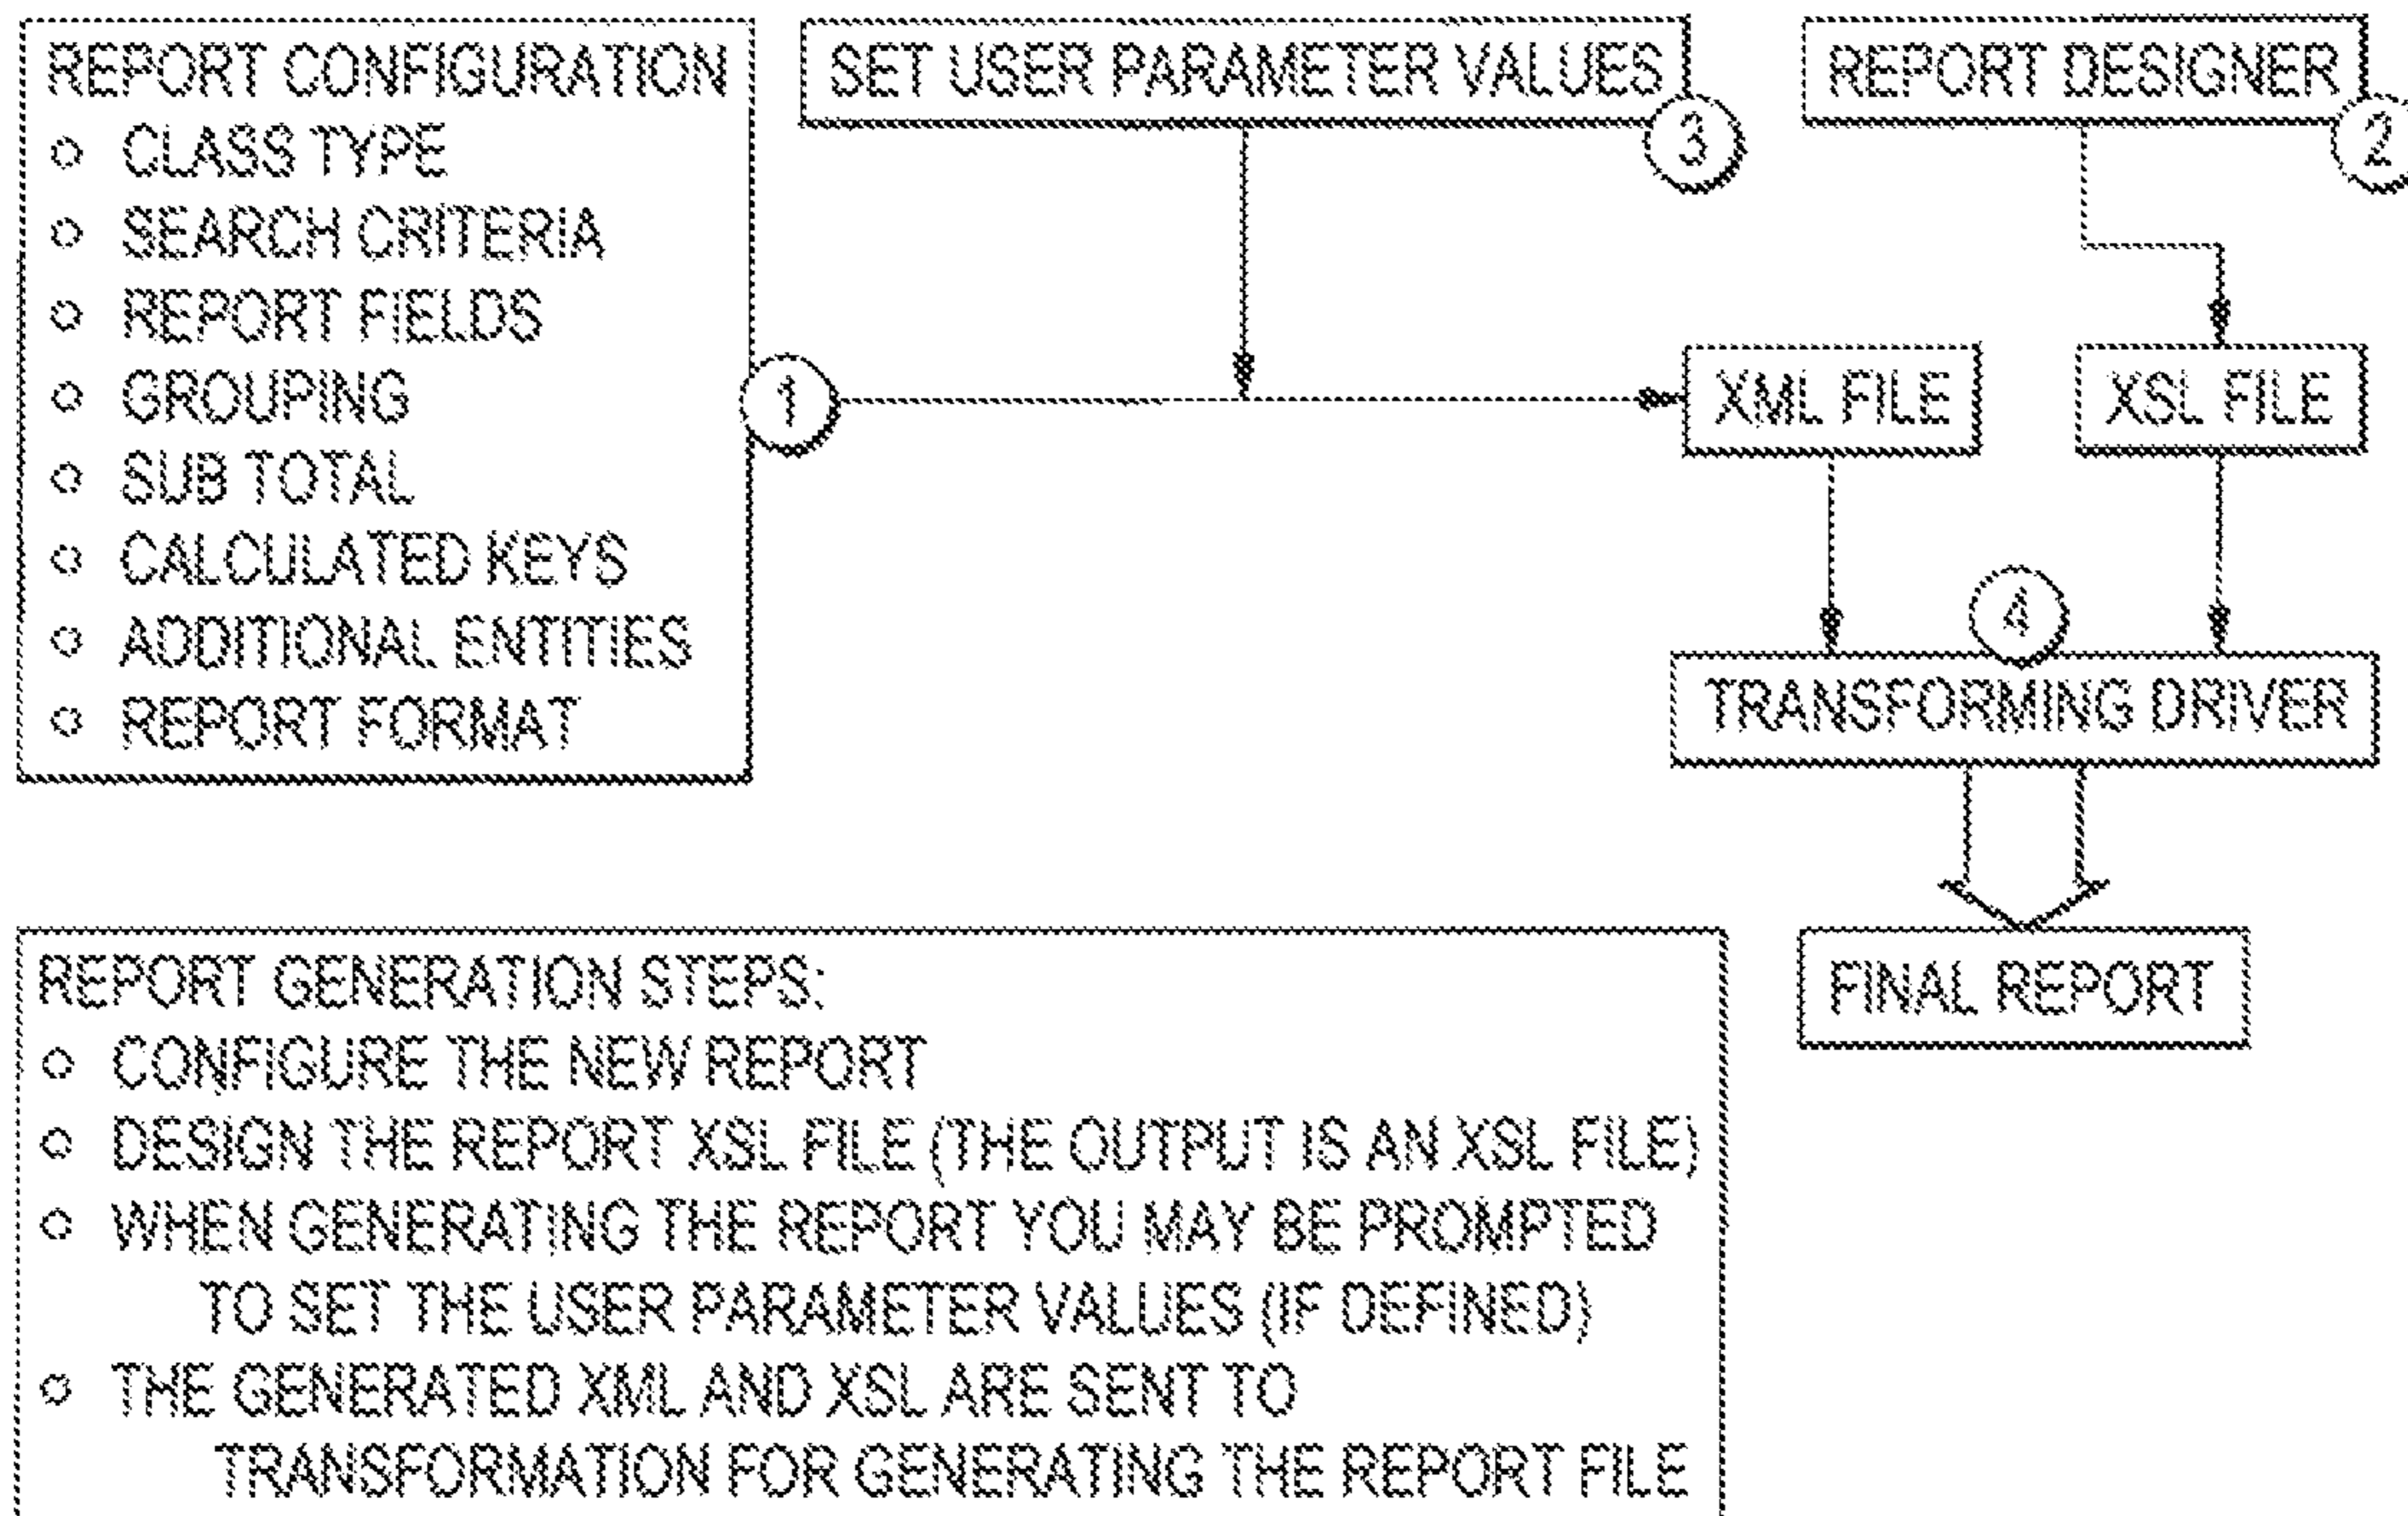 REPORT CONFIGURATION
○ CLASS TYPE
○ SEARCH CRITERIA
○ REPORT FIELDS
○ GROUPING
○ SUB TOTAL
○ CALCULATED KEYS
○ ADDITIONAL ENTITIES
○ REPORT FORMAT
1
SET USER PARAMETER VALUES
3
REPORT DESIGNER
2
XML FILE
XSL FILE
4
TRANSFORMING DRIVER
FINAL REPORT
REPORT GENERATION STEPS:
○ CONFIGURE THE NEW REPORT
○ DESIGN THE REPORT XSL FILE (THE OUTPUT IS AN XSL FILE)
○ WHEN GENERATING THE REPORT YOU MAY BE PROMPTED
TO SET THE USER PARAMETER VALUES (IF DEFINED)
○ THE GENERATED XML AND XSL ARE SENT TO
TRANSFORMATION FOR GENERATING THE REPORT FILE